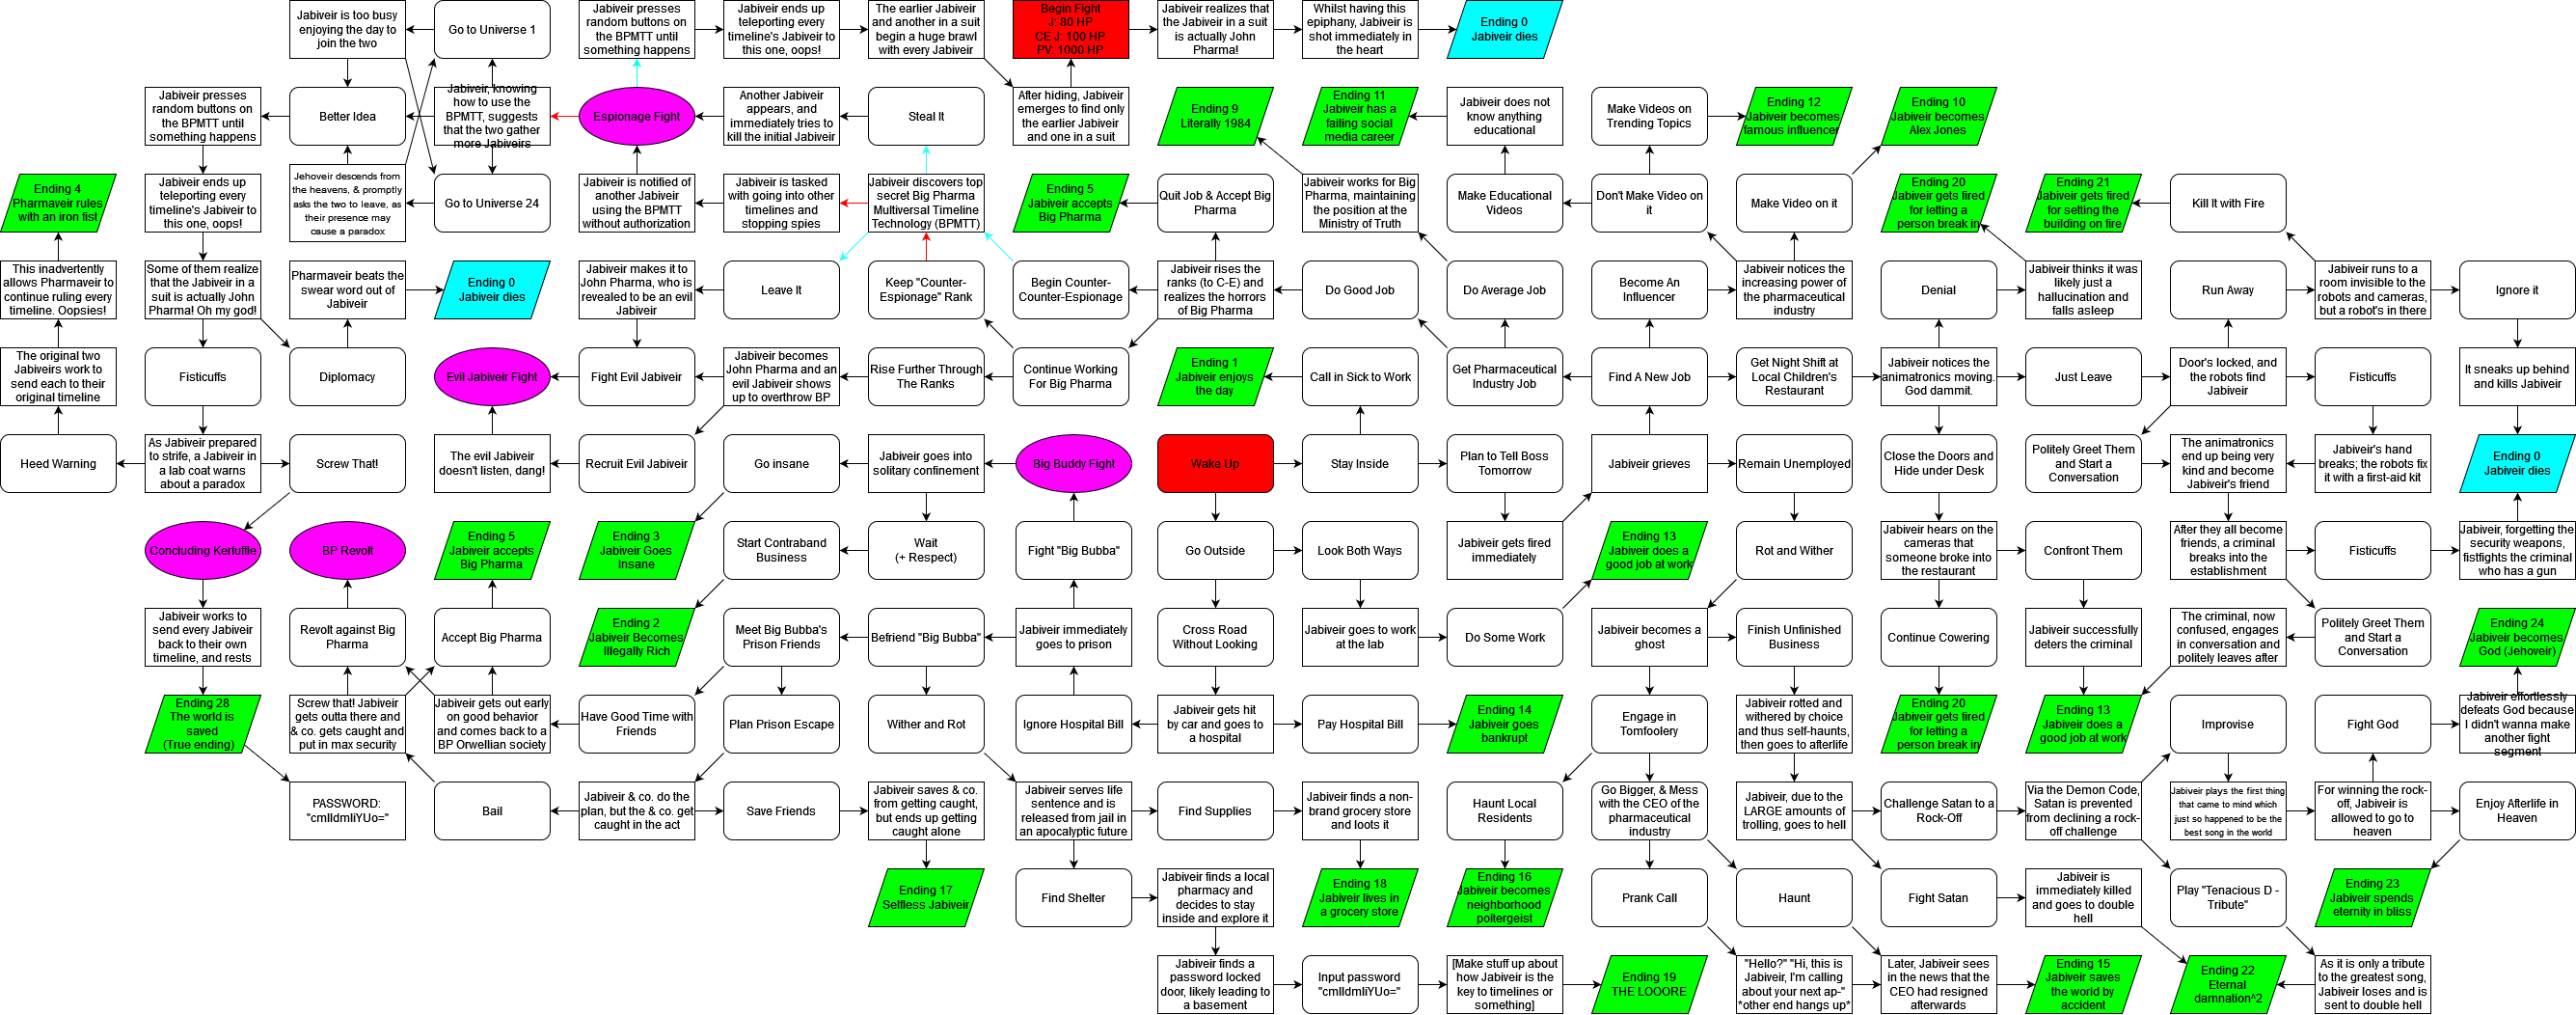 Jabiveir is too busy
enjoying the day to
join the two
Go to Universe 1
Jabiveir presses
random buttons on
the BPMTT until
something happens
Jabiveir ends up
teleporting every
timeline's Jabiveir to
this one, oops!
The earlier Jabiveir
and another in a suit
begin a huge brawl
with every Jabiveir
Begin Fight
J: 80 HP
CE J: 100 HP
PV: 1000 HP
Jabiveir realizes that
the Jabiveir in a suit
is actually John
Pharma!
Whilst having this
epiphany, Jabiveir is
shot immediately in
the heart
Ending 0
Jabiveir dies
Jabiveir presses
random buttons on
the BPMTT until
something happens
Better Idea
Jabiveir, knowing
how to use the
BPMTT, suggests
that the two gather
more Jabiveirs
Espionage Fight
Another Jabiveir
appears, and
immediately tries to
kill the initial Jabiveir
Steal It
After hiding, Jabiveir
emerges to find only
the earlier Jabiveir
and one in a suit
Ending 9
Literally 1984
Ending 11
Jabiveir has a
failing social
media career
Jabiveir does not
know anything
educational
Make Videos on
Trending Topics
Ending 12
Jabiveir becomes
famous influencer
Ending 10
Jabiveir becomes
Alex Jones
Ending 4
Pharmaveir rules
with an iron fist
Jabiveir ends up
teleporting every
timeline's Jabiveir to
this one, oops!
Jehoveir descends from
the heavens, & promptly
asks the two to leave, as
their presence may
cause a paradox
Go to Universe 24
Jabiveir is notified of
another Jabiveir
using the BPMTT
without authorization
Jabiveir is tasked
with going into other
timelines and
stopping spies
Jabiveir discovers top
secret Big Pharma
Multiversal Timeline
Technology (BPMTT)
Ending 5
Jabiveir accepts
Big Pharma
Quit Job & Accept Big
Pharma
Jabiveir works for Big
Pharma, maintaining
the position at the
Ministry of Truth
Make Educational
Videos
Don't Make Video on
it
Make Video on it
Ending 20
Jabiveir gets fired
for letting a
person break in
Ending 21
Jabiveir gets fired
for setting the
building on fire
Kill It with Fire
This inadvertently
allows Pharmaveir to
continue ruling every
timeline. Oopsies!
Some of them realize
that the Jabiveir in a
suit is actually John
Pharma! Oh my god!
Pharmaveir beats the
swear word out of
Jabiveir
Ending 0
Jabiveir dies
Jabiveir makes it to
John Pharma, who is
revealed to be an evil
Jabiveir
Leave It
Keep "Counter-
Espionage" Rank
Begin Counter-
Counter-Espionage
Jabiveir rises the
ranks (to C-E) and
realizes the horrors
of Big Pharma
Do Good Job
Do Average Job
Become An
Influencer
Jabiveir notices the
increasing power of
the pharmaceutical
industry
Denial
Jabiveir thinks it was
likely just a
hallucination and
falls asleep
Run Away
Jabiveir runs to a
room invisible to the
robots and cameras,
but a robot's in there
Ignore it
The original two
Jabiveirs work to
send each to their
original timeline
Fisticuffs
Diplomacy
Evil Jabiveir Fight
Fight Evil Jabiveir
Jabiveir becomes
John Pharma and an
evil Jabiveir shows
up to overthrow BP
Rise Further Through
The Ranks
Continue Working
For Big Pharma
Ending 1
Jabiveir enjoys
the day
Call in Sick to Work
Get Pharmaceutical
Industry Job
Find A New Job
Get Night Shift at
Local Children's
Restaurant
Jabiveir notices the
animatronics moving.
God dammit.
Just Leave
Door's locked, and
the robots find
Jabiveir
Fisticuffs
It sneaks up behind
and kills Jabiveir
Heed Warning
As Jabiveir prepared
to strife, a Jabiveir in
a lab coat warns
about a paradox
Screw That!
The evil Jabiveir
doesn't listen, dang!
Recruit Evil Jabiveir
Go insane
Jabiveir goes into
solitary confinement
Big Buddy Fight
Wake Up
Stay Inside
Plan to Tell Boss
Tomorrow
Jabiveir grieves
Remain Unemployed
Close the Doors and
Hide under Desk
Politely Greet Them
and Start a
Conversation
The animatronics
end up being very
kind and become
Jabiveir's friend
Jabiveir's hand
breaks; the robots fix
it with a first-aid kit
Ending 0
Jabiveir dies
Concluding Kerfuffle
BP Revolt
Ending 5
Jabiveir accepts
Big Pharma
Ending 3
Jabiveir Goes
Insane
Start Contraband
Business
Wait
(+ Respect)
Fight "Big Bubba"
Go Outside
Look Both Ways
Jabiveir gets fired
immediately
Ending 13
Jabiveir does a
good job at work
Rot and Wither
Jabiveir hears on the
cameras that
someone broke into
the restaurant
Confront Them
After they all become
friends, a criminal
breaks into the
establishment
Fisticuffs
Jabiveir, forgetting the
security weapons,
fistfights the criminal
who has a gun
Jabiveir works to
send every Jabiveir
back to their own
timeline, and rests
Revolt against Big
Pharma
Accept Big Pharma
Ending 2
Jabiveir Becomes
Illegally Rich
Meet Big Bubba's
Prison Friends
Befriend "Big Bubba"
Jabiveir immediately
goes to prison
Cross Road
Without Looking
Jabiveir goes to work
at the lab
Do Some Work
Jabiveir becomes a
ghost
Finish Unfinished
Business
Continue Cowering
Jabiveir successfully
deters the criminal
The criminal, now
confused, engages
in conversation and
politely leaves after
Politely Greet Them
and Start a
Conversation
Ending 24
Jabiveir becomes
God (Jehoveir)
Ending 28
The world is
saved
(True ending)
Screw that! Jabiveir
gets outta there and
& co. gets caught and
put in max security
Jabiveir gets out early
on good behavior
and comes back to a
BP Orwellian society
Have Good Time with
Friends
Plan Prison Escape
Wither and Rot
Ignore Hospital Bill
Jabiveir gets hit
by car and goes to
a hospital
Pay Hospital Bill
Ending 14
Jabiveir goes
bankrupt
Engage in
Tomfoolery
Jabiveir rotted and
withered by choice
and thus self-haunts,
then goes to afterlife
Ending 20
Jabiveir gets fired
for letting a
person break in
Ending 13
Jabiveir does a
good job at work
Improvise
Fight God
Jabiveir effortlessly
defeats God because
I didn't wanna make
another fight
segment
PASSWORD:
"cmlldmliYUo="
Bail
Jabiveir & co. do the
plan, but the & co. get
caught in the act
Save Friends
Jabiveir saves & co.
from getting caught,
but ends up getting
caught alone
Jabiveir serves life
sentence and is
released from jail in
an apocalyptic future
Find Supplies
Jabiveir finds a non-
brand grocery store
and loots it
Haunt Local
Residents
Go Bigger, & Mess
with the CEO of the
pharmaceutical
industry
Jabiveir, due to the
LARGE amounts of
trolling, goes to hell
Challenge Satan to a
Rock-Off
Via the Demon Code,
Satan is prevented
from declining a rock-
off challenge
Jabiveir plays the first thing
that came to mind which
just so happened to be the
best song in the world
For winning the rock-
off, Jabiveir is
allowed to go to
heaven
Enjoy Afterlife in
Heaven
Ending 17
Selfless Jabiveir
Find Shelter
Jabiveir finds a local
pharmacy and
decides to stay
inside and explore it
Ending 18
Jabiveir lives in
a grocery store
Ending 16
Jabiveir becomes
neighborhood
poltergeist
Prank Call
Haunt
Fight Satan
Jabiveir is
immediately killed
and goes to double
hell
Play "Tenacious D -
Tribute"
Ending 23
Jabiveir spends
eternity in bliss
Jabiveir finds a
password locked
door, likely leading to
a basement
Input password
"cmlldmliYUo="
[Make stuff up about
how Jabiveir is the
key to timelines or
something]
Ending 19
THE LOOORE
"Hello?" "Hi, this is
Jabiveir, I'm calling
about your next ap-"
*other end hangs up*
Later, Jabiveir sees
in the news that the
CEO had resigned
afterwards
Ending 15
Jabiveir saves
the world by
accident
Ending 22
Eternal
damnation^2
As it is only a tribute
to the greatest song,
Jabiveir loses and is
sent to double hell